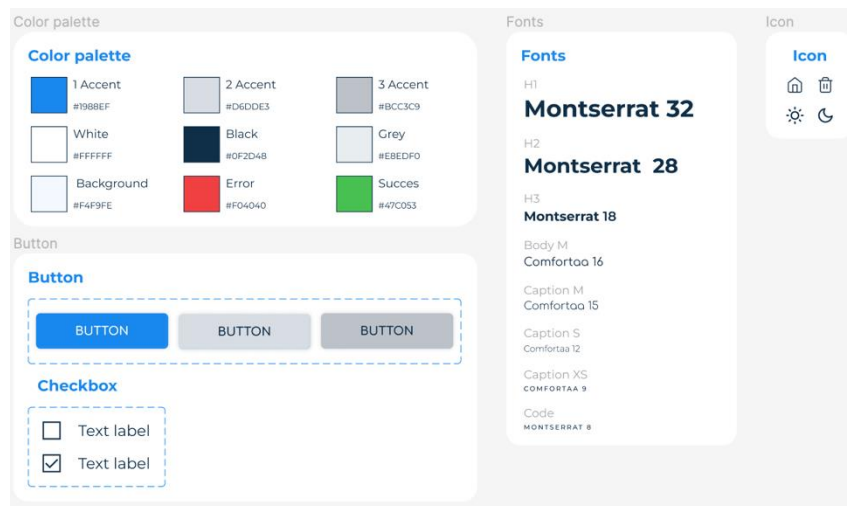 Color palette
Color palette
1 Accent
#1988EF
2 Accent
#D6DDE3
3 Accent
#BCC3C9
White
#FFFFFF
Black
#0F2D48
Grey
#E8EDF0
Background
#F4F9FE
Error
#F04040
Succes
#47C053
Button
Button
BUTTON
BUTTON
BUTTON
Checkbox
Text label
Text label
Fonts
Fonts
H1
Montserrat 32
H2
Montserrat 28
H3
Montserrat 18
Body M
Comfortaa 16
Caption M
Comfortaa 15
Caption S
Comfortaa 12
Caption XS
COMFORTAA 9
Code
MONTSERRAT 8
Icon
Icon